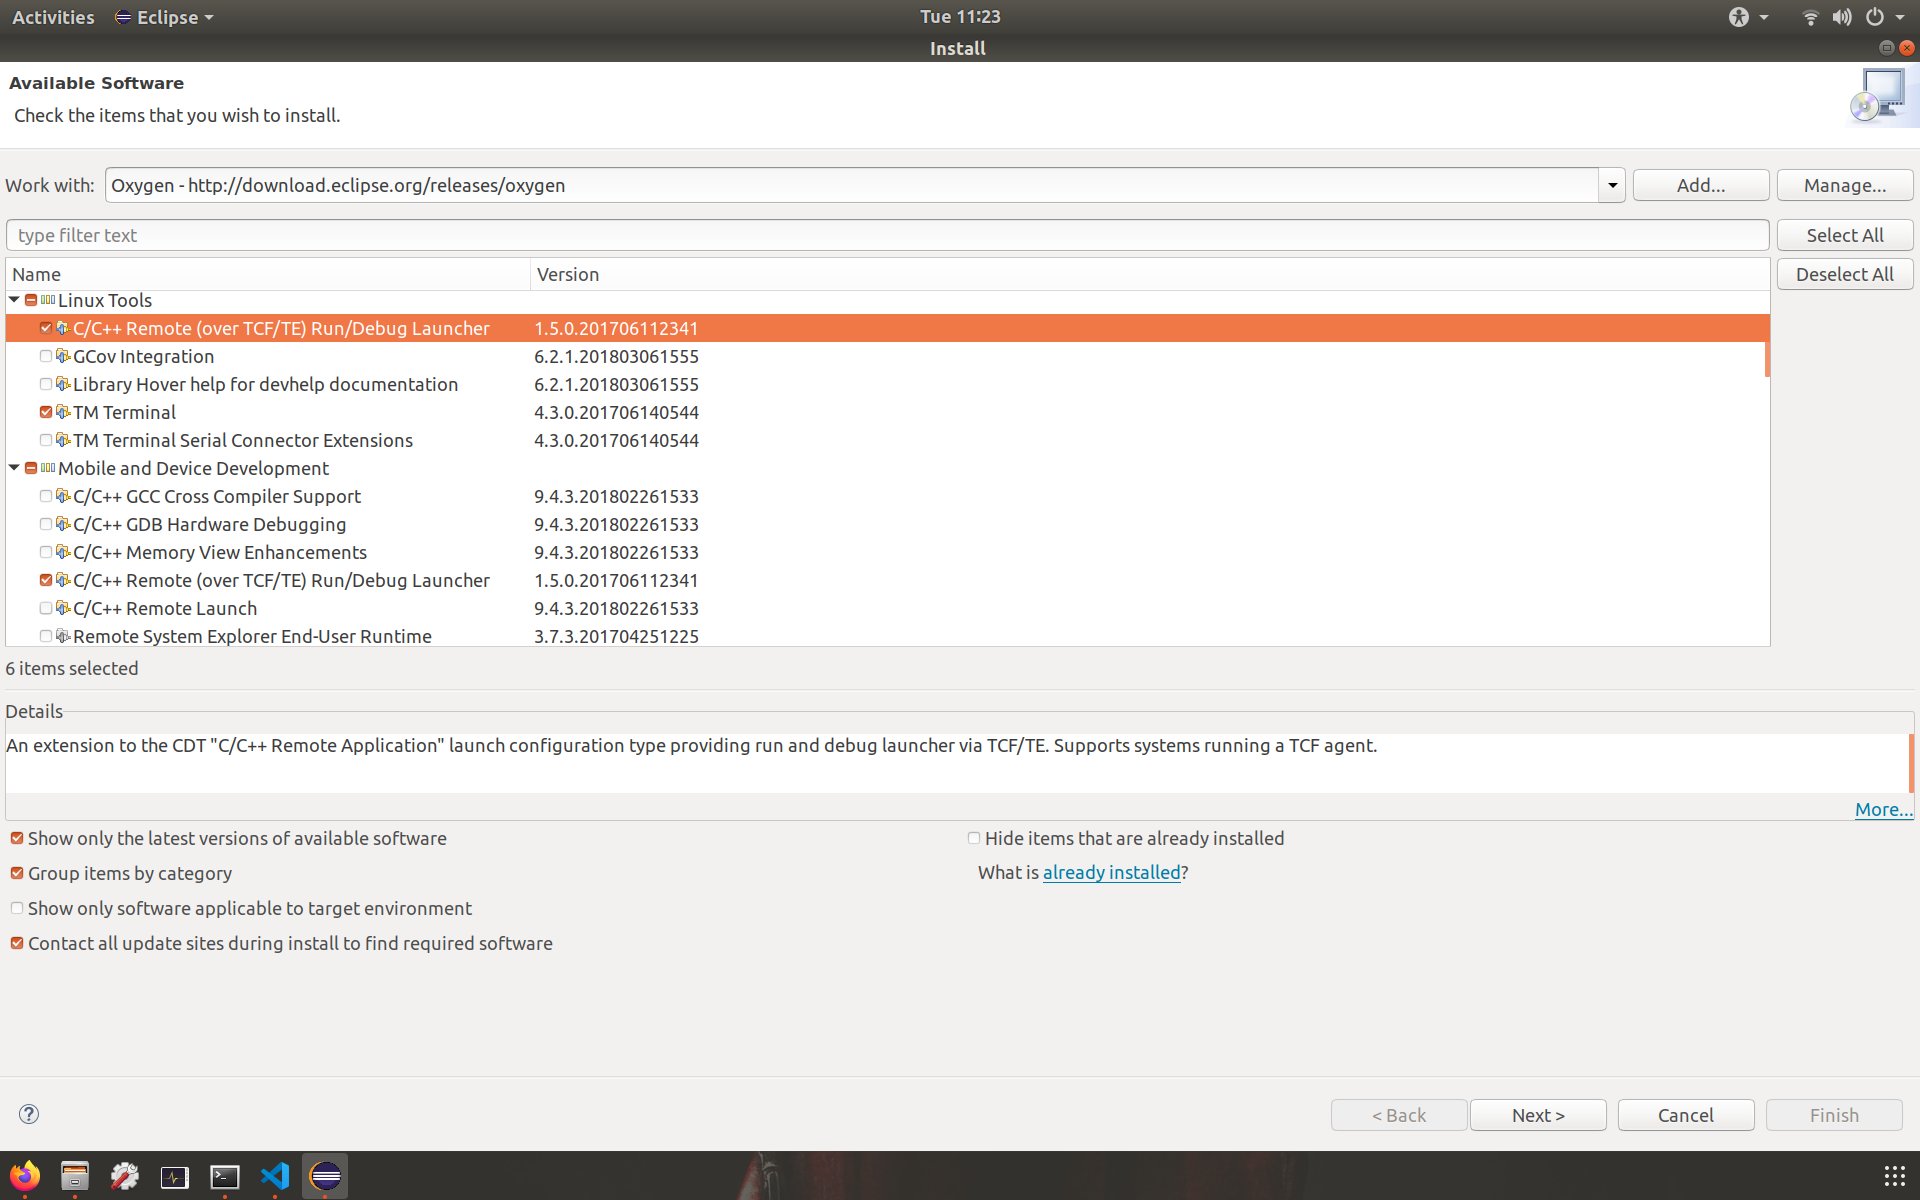 Activities Eclipse Tue 11:23
Install
Available Software
Check the items that you wish to install.
Work with: Oxygen - http://download.eclipse.org/releases/oxygen Add... Manage...
type filter text Select All
Name Version Deselect All
Linux Tools
C/C++ Remote (over TCF/TE) Run/Debug Launcher 1.5.0.201706112341
GCov Integration 6.2.1.201803061555
Library Hover help for devhelp documentation 6.2.1.201803061555
TM Terminal 4.3.0.201706140544
TM Terminal Serial Connector Extensions 4.3.0.201706140544
Mobile and Device Development
C/C++ GCC Cross Compiler Support 9.4.3.201802261533
C/C++ GDB Hardware Debugging 9.4.3.201802261533
C/C++ Memory View Enhancements 9.4.3.201802261533
C/C++ Remote (over TCF/TE) Run/Debug Launcher 1.5.0.201706112341
C/C++ Remote Launch 9.4.3.201802261533
Remote System Explorer End-User Runtime 3.7.3.201704251225
6 items selected
Details
An extension to the CDT "C/C++ Remote Application" launch configuration type providing run and debug launcher via TCF/TE. Supports systems running a TCF agent.
More...
Show only the latest versions of available software Hide items that are already installed
Group items by category What is already installed?
Show only software applicable to target environment
Contact all update sites during install to find required software
< Back Next > Cancel Finish